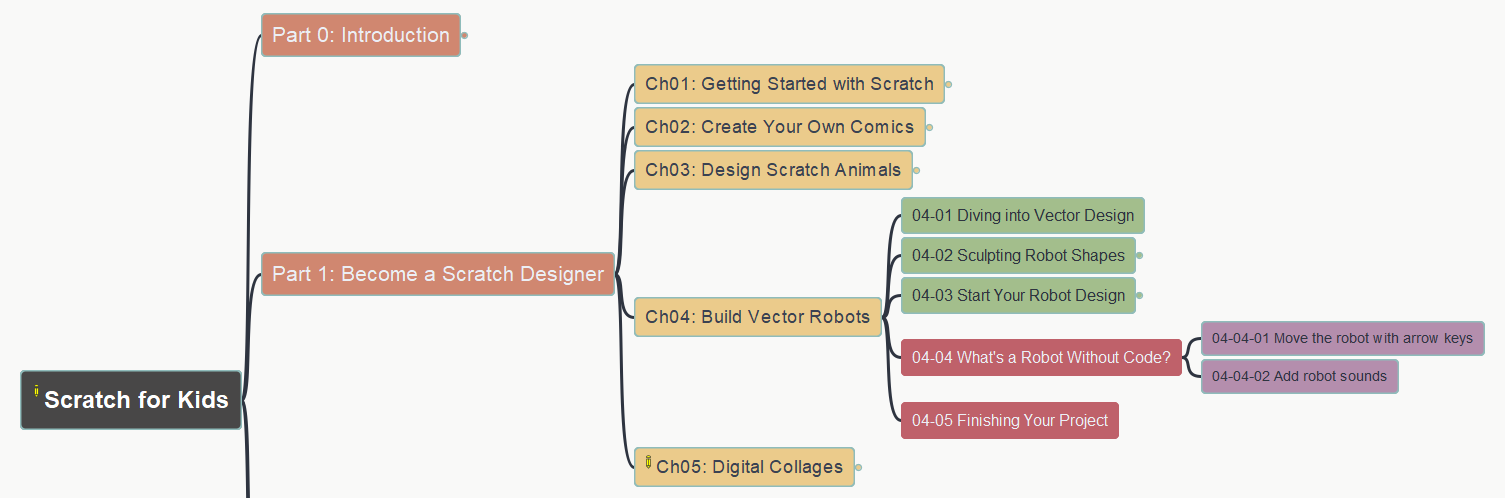 Part 0: Introduction
Ch01: Getting Started with Scratch
Ch02: Create Your Own Comics
Ch03: Design Scratch Animals
04-01 Diving into Vector Design
04-02 Sculpting Robot Shapes
Part 1: Become a Scratch Designer
04-03 Start Your Robot Design
Ch04: Build Vector Robots
04-04-01 Move the robot with arrow keys
04-04 What's a Robot Without Code?
04-04-02 Add robot sounds
Scratch for Kids
04-05 Finishing Your Project
Ch05: Digital Collages